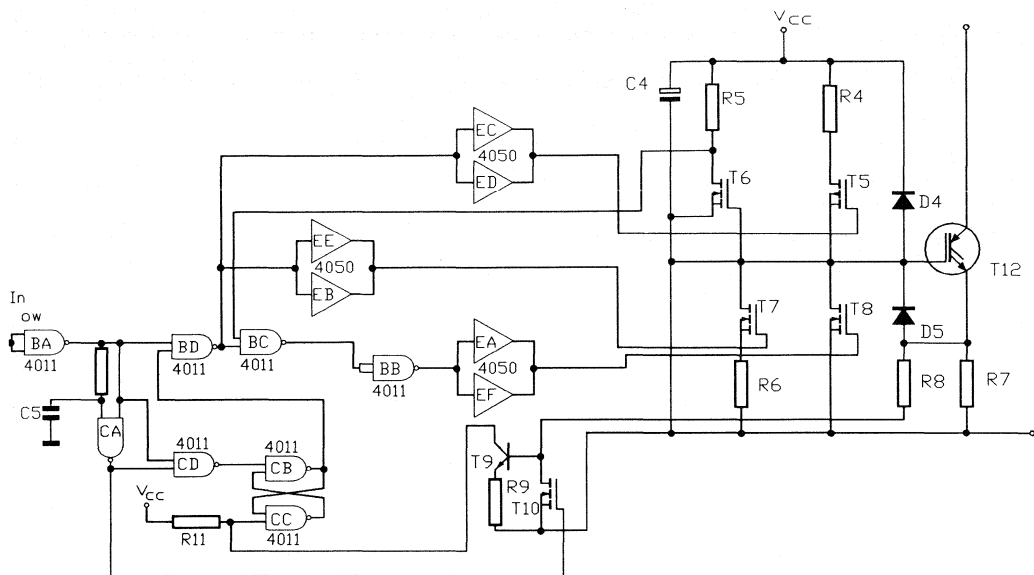 Vcc
C4
R5
R4
EC
4050
ED
T6
T5
D4
EE
4050
EB
T12
In
ow
T7
T8
D5
BA
4011
BD
4011
BC
4011
BB
4011
EA
4050
EF
R6
R8
R7
C5
CA
4011
CD
CB
T9
R9
T10
Vcc
R11
CC
4011